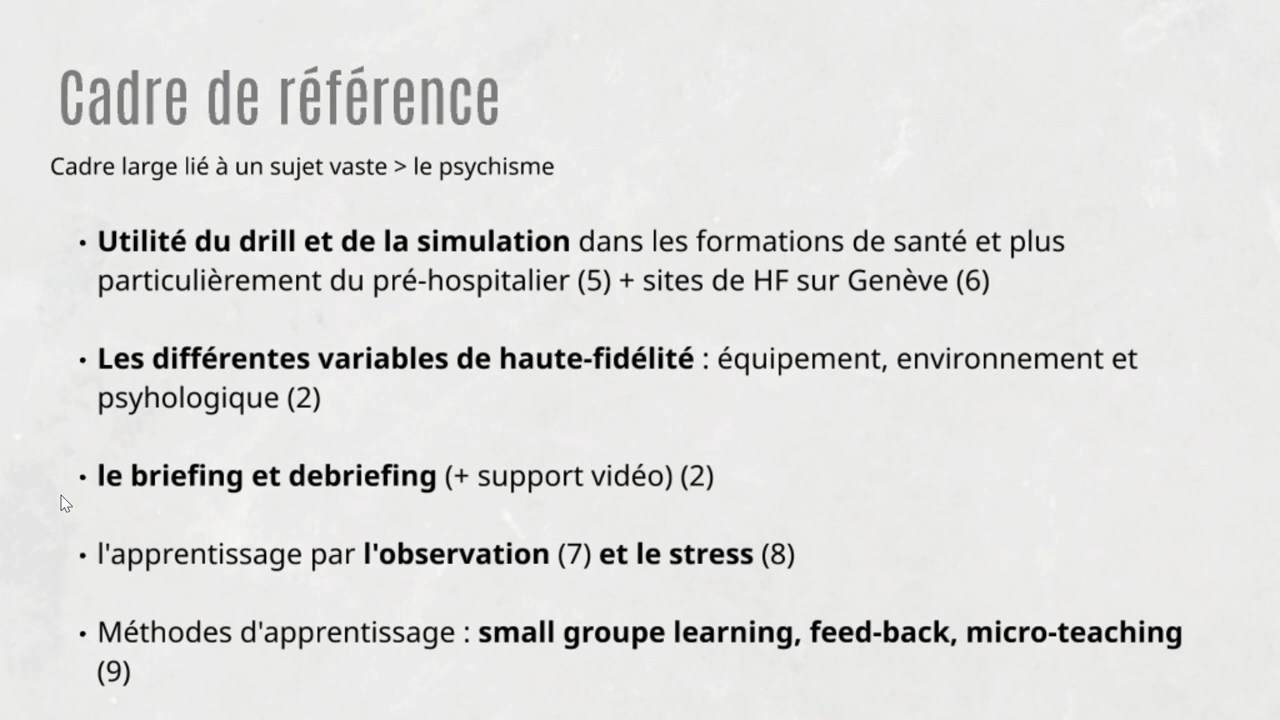 Cadre de référence
Cadre large lié à un sujet vaste > le psychisme
• Utilité du drill et de la simulation dans les formations de santé et plus
particulièrement du pré-hospitalier (5) + sites de HF sur Genève (6)
• Les différentes variables de haute-fidélité : équipement, environnement et
psyhologique (2)
• le briefing et debriefing (+ support vidéo) (2)
• l'apprentissage par l'observation (7) et le stress (8)
• Méthodes d'apprentissage : small groupe learning, feed-back, micro-teaching
(9)